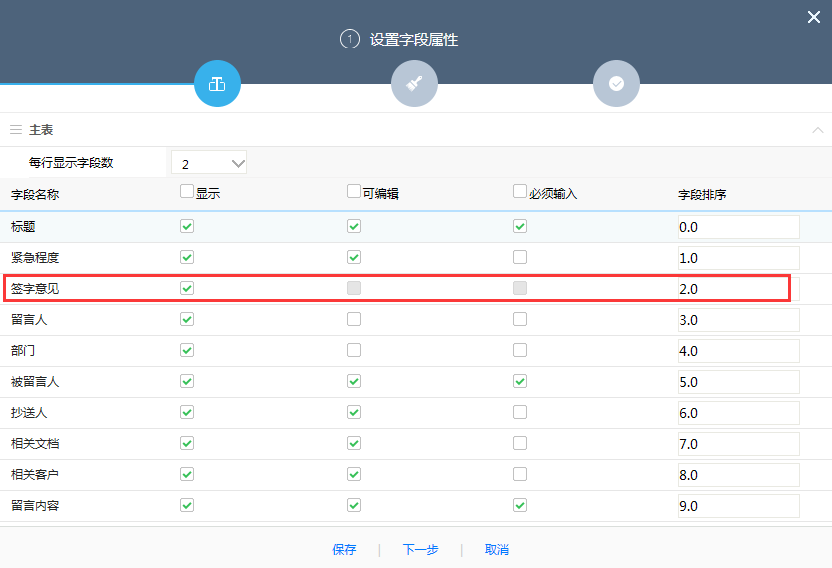 1 设置字段属性
主表
每行显示字段数 2
字段名称 显示 可编辑 必须输入 字段排序
标题 0.0
紧急程度 1.0
签字意见 2.0
留言人 3.0
部门 4.0
被留言人 5.0
抄送人 6.0
相关文档 7.0
相关客户 8.0
留言内容 9.0
保存 | 下一步 | 取消